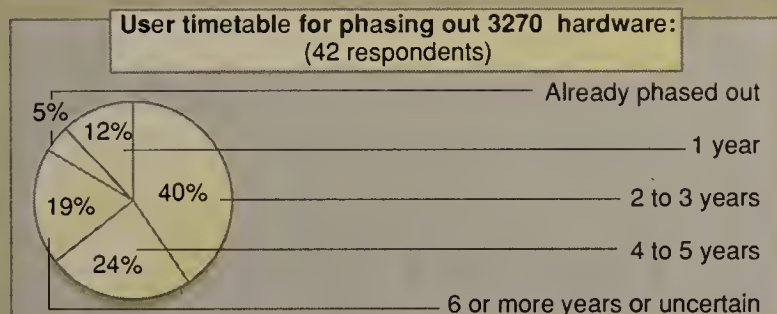 User timetable for phasing out 3270 hardware:
(42 respondents)
Already phased out
5%
12%
1 year
40%
2 to 3 years
19%
4 to 5 years
24%
6 or more years or uncertain